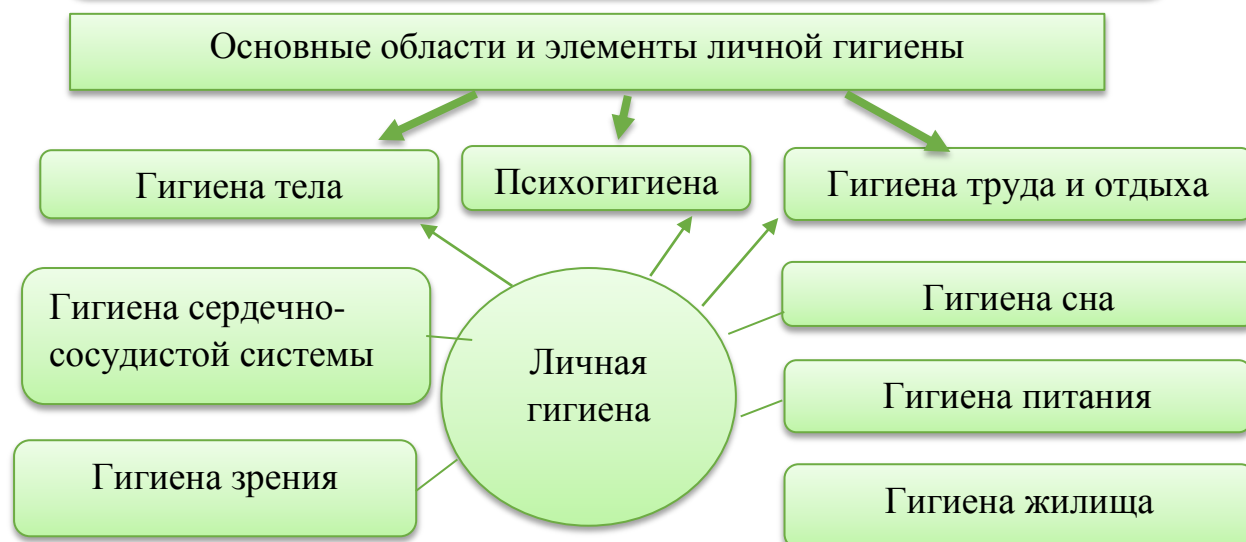 Основные области и элементы личной гигиены
Гигиена тела
Психогигиена
Гигиена труда и отдыха
Гигиена сердечно-
сосудистой системы
Личная
гигиена
Гигиена сна
Гигиена питания
Гигиена зрения
Гигиена жилища